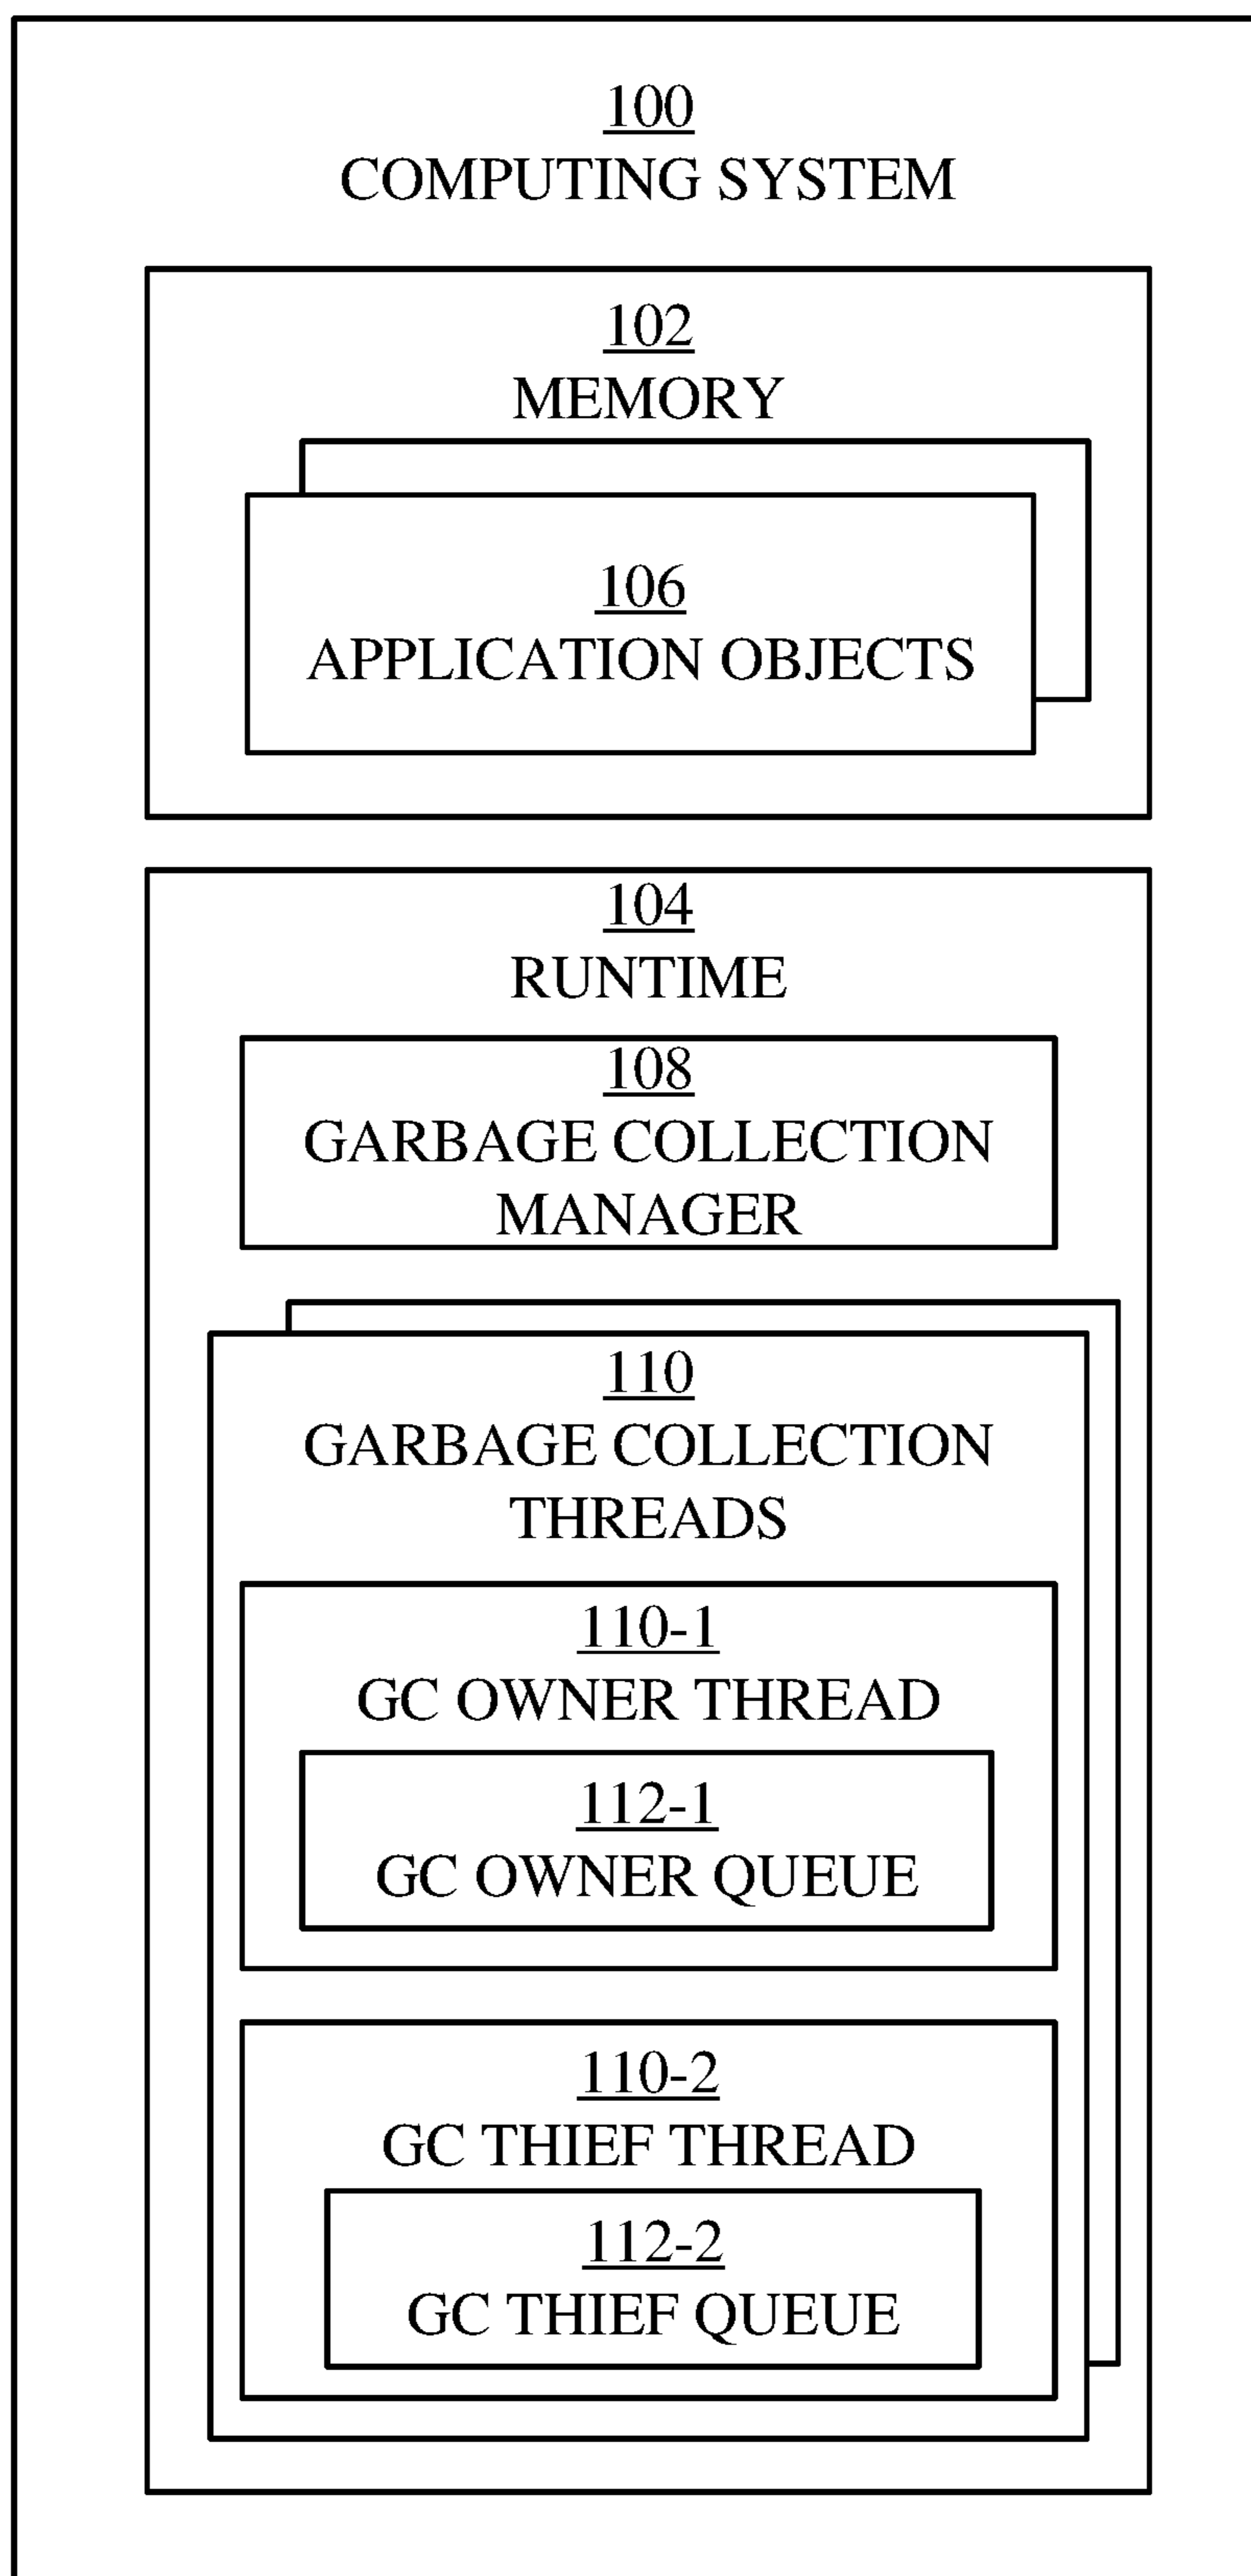 100
COMPUTING SYSTEM
102
MEMORY
106
APPLICATION OBJECTS
104
RUNTIME
108
GARBAGE COLLECTION
MANAGER
110
GARBAGE COLLECTION
THREADS
110-1
GC OWNER THREAD
112-1
GC OWNER QUEUE
110-2
GC THIEF THREAD
112-2
GC THIEF QUEUE